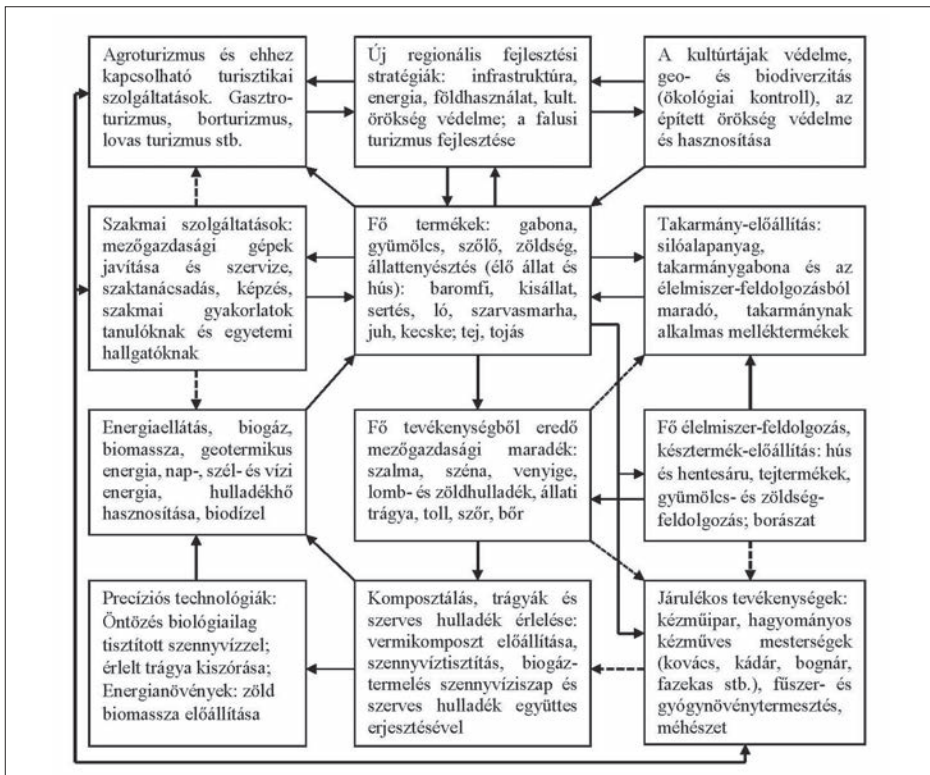 Agroturizmus és ehhez
kapcsolható turisztikai
szolgáltatások. Gasztro-
turizmus, borturizmus,
lovas turizmus stb.
Új regionális fejlesztési
stratégiák: infrastruktúra,
energia, földhasználat, kult.
örökség védelme; a falusi
turizmus fejlesztése
A kultúrtájak védelme,
geo- és biodiverzitás
(ökológiai kontroll), az
épített örökség védelme
és hasznosítása
Szakmai szolgáltatások:
mezőgazdasági gépek
javítása és szervize,
szaktanácsadás, képzés,
szakmai gyakorlatok
tanulóknak és egyetemi
hallgatóknak
Fő termékek: gabona,
gyümölcs, szőlő, zöldség,
állattenyésztés (élő állat és
hús): baromfi, kisállat,
sertés, ló, szarvasmarha,
juh, kecske; tej, tojás
Takarmány-előállítás:
silóalapanyag,
takarmánygabona és az
élelmiszer-feldolgozásból
maradó, takarmánynak
alkalmas melléktermékek
Energiaellátás, biogáz,
biomassza, geotermikus
energia, nap-, szél- és vízi
energia, hulladékhő
hasznosítása, biodízel
Fő tevékenységből eredő
mezőgazdasági maradék:
szalma, széna, venyige,
lomb- és zöldhulladék, állati
trágya, toll, szőr, bőr
Fő élelmiszer-feldolgozás,
késztermék-előállítás: hús
és hentesáru, tejtermékek,
gyümölcs- és zöldség-
feldolgozás; borászat
Precíziós technológiák:
Öntözés biológiailag
tisztított szennyvízzel;
érlelt trágya kiszórása;
Energianövények: zöld
biomassza előállítása
Komposztálás, trágyák és
szerves hulladék érlelése:
vermikomposzt előállítása,
szennyvíztisztítás, biogáz-
termelés szennyvíziszap és
szerves hulladék együttes
erjesztésével
Járulékos tevékenységek:
kézműipar, hagyományos
kézműves mesterségek
(kovács, kádár, bognár,
fazekas stb.), fűszer- és
gyógynövénytermesztés,
méhészet